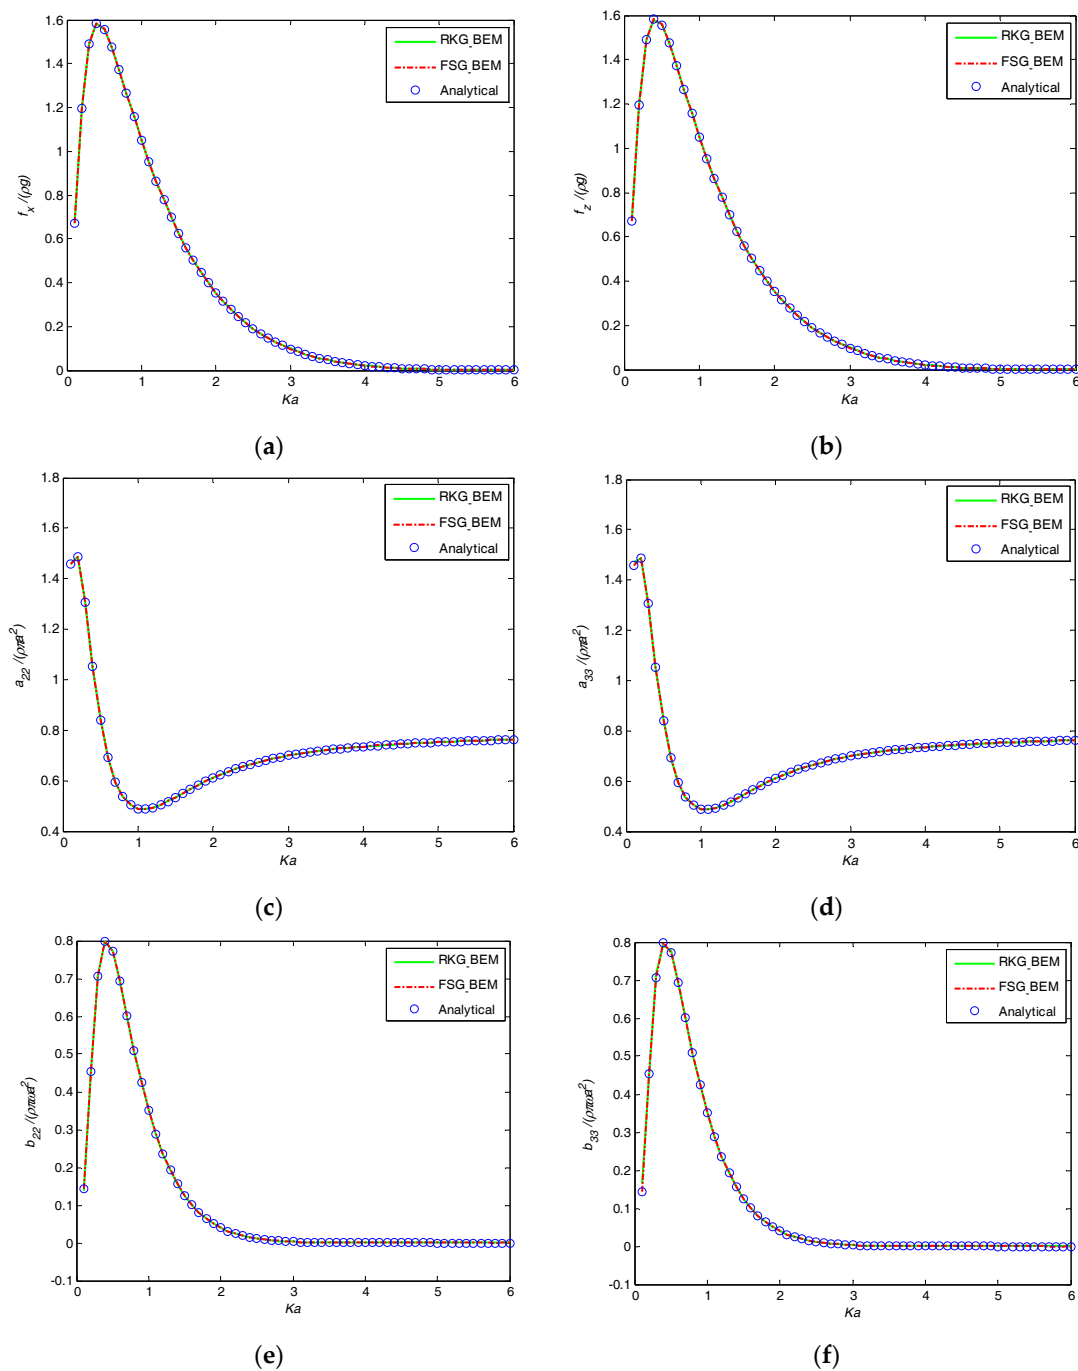 1.6
1.4
1.2
1
0.8
0.6
0.4
0.2
0
f_x /(ρg)
RKG_BEM
FSG_BEM
Analytical
0 1 2 3 4 5 6
Ka
(a)
1.6
1.4
1.2
1
0.8
0.6
0.4
0.2
0
f_z /(ρg)
RKG_BEM
FSG_BEM
Analytical
0 1 2 3 4 5 6
Ka
(b)
1.8
1.6
1.4
1.2
1
0.8
0.6
0.4
a_22 /(ρπa²)
RKG_BEM
FSG_BEM
Analytical
0 1 2 3 4 5 6
Ka
(c)
1.8
1.6
1.4
1.2
1
0.8
0.6
0.4
a_33 /(ρπa²)
RKG_BEM
FSG_BEM
Analytical
0 1 2 3 4 5 6
Ka
(d)
0.8
0.7
0.6
0.5
0.4
0.3
0.2
0.1
0
-0.1
b_22 /(ρπωa²)
RKG_BEM
FSG_BEM
Analytical
0 1 2 3 4 5 6
Ka
(e)
0.8
0.7
0.6
0.5
0.4
0.3
0.2
0.1
0
-0.1
b_33 /(ρπωa²)
RKG_BEM
FSG_BEM
Analytical
0 1 2 3 4 5 6
Ka
(f)